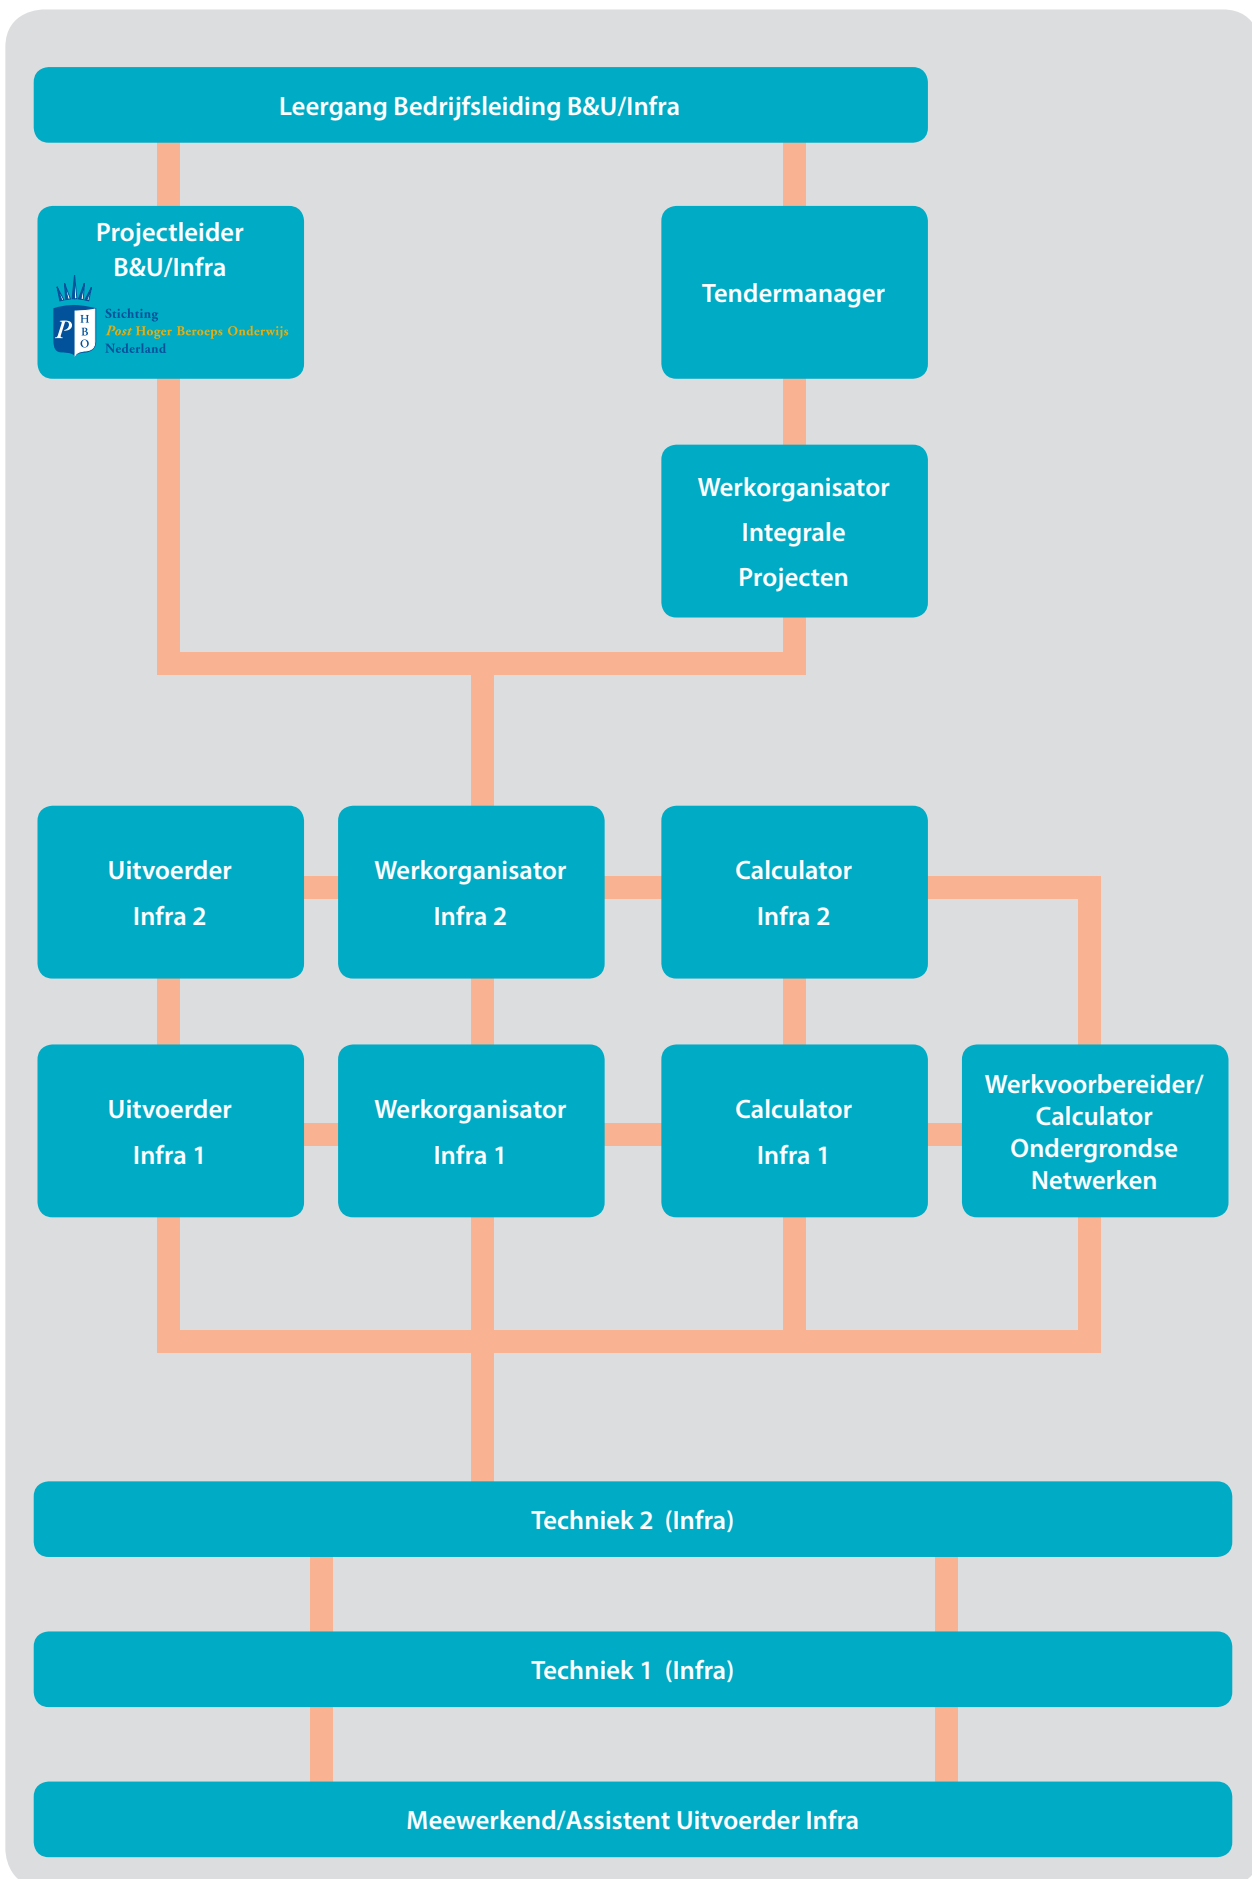 Leergang Bedrijfsleiding B&U/Infra
Projectleider
B&U/Infra
P
H
B
O
Stichting
Post Hoger Beroeps Onderwijs
Nederland
Tendermanager
Werkorganisator
Integrale
Projecten
Uitvoerder
Infra 2
Werkorganisator
Infra 2
Calculator
Infra 2
Uitvoerder
Infra 1
Werkorganisator
Infra 1
Calculator
Infra 1
Werkvoorbereider/
Calculator
Ondergrondse
Netwerken
Techniek 2 (Infra)
Techniek 1 (Infra)
Meewerkend/Assistent Uitvoerder Infra